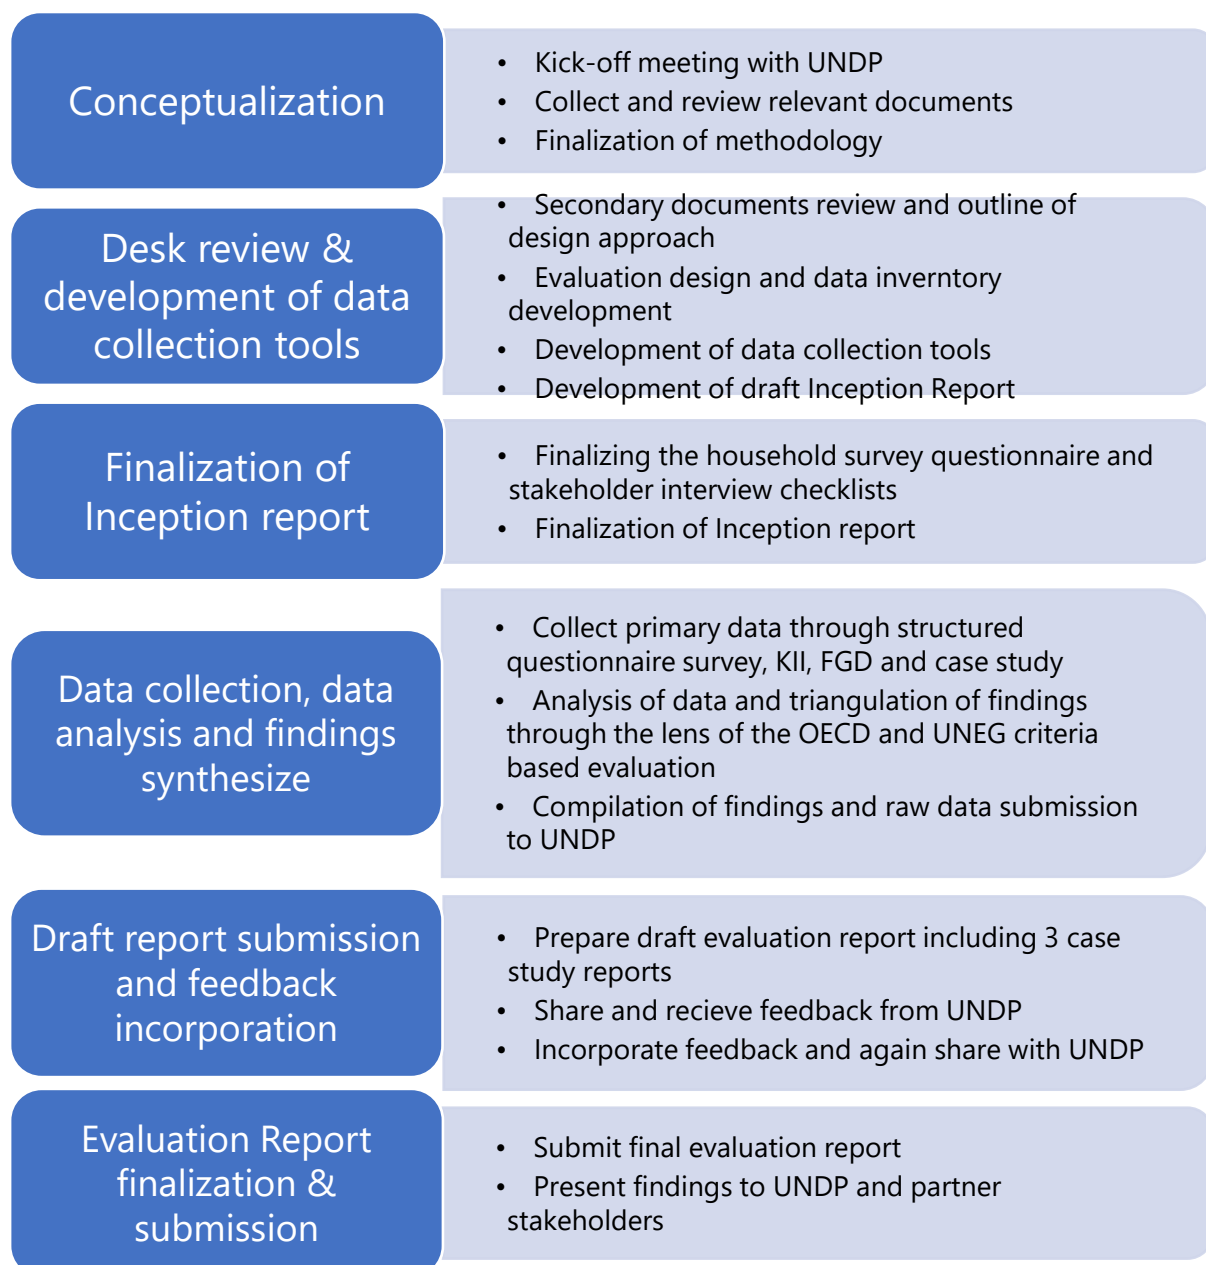 Conceptualization
• Kick-off meeting with UNDP
• Collect and review relevant documents
• Finalization of methodology
Desk review &
development of data
collection tools
• Secondary documents review and outline of
design approach
• Evaluation design and data inverntory
development
• Development of data collection tools
• Development of draft Inception Report
Finalization of
Inception report
• Finalizing the household survey questionnaire and
stakeholder interview checklists
• Finalization of Inception report
Data collection, data
analysis and findings
synthesize
• Collect primary data through structured
questionnaire survey, KII, FGD and case study
• Analysis of data and triangulation of findings
through the lens of the OECD and UNEG criteria
based evaluation
• Compilation of findings and raw data submission
to UNDP
Draft report submission
and feedback
incorporation
• Prepare draft evaluation report including 3 case
study reports
• Share and recieve feedback from UNDP
• Incorporate feedback and again share with UNDP
Evaluation Report
finalization &
submission
• Submit final evaluation report
• Present findings to UNDP and partner
stakeholders